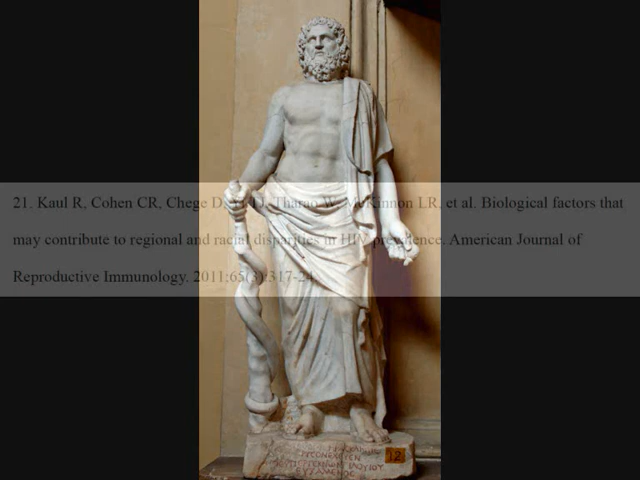 21. Kaul R, Cohen CR, Chege D, Yi TJ, Tharao W, McKinnon LR, et al. Biological factors that
may contribute to regional and racial disparities in HIV prevalence. American Journal of
Reproductive Immunology. 2011;65(3):317-24.
12